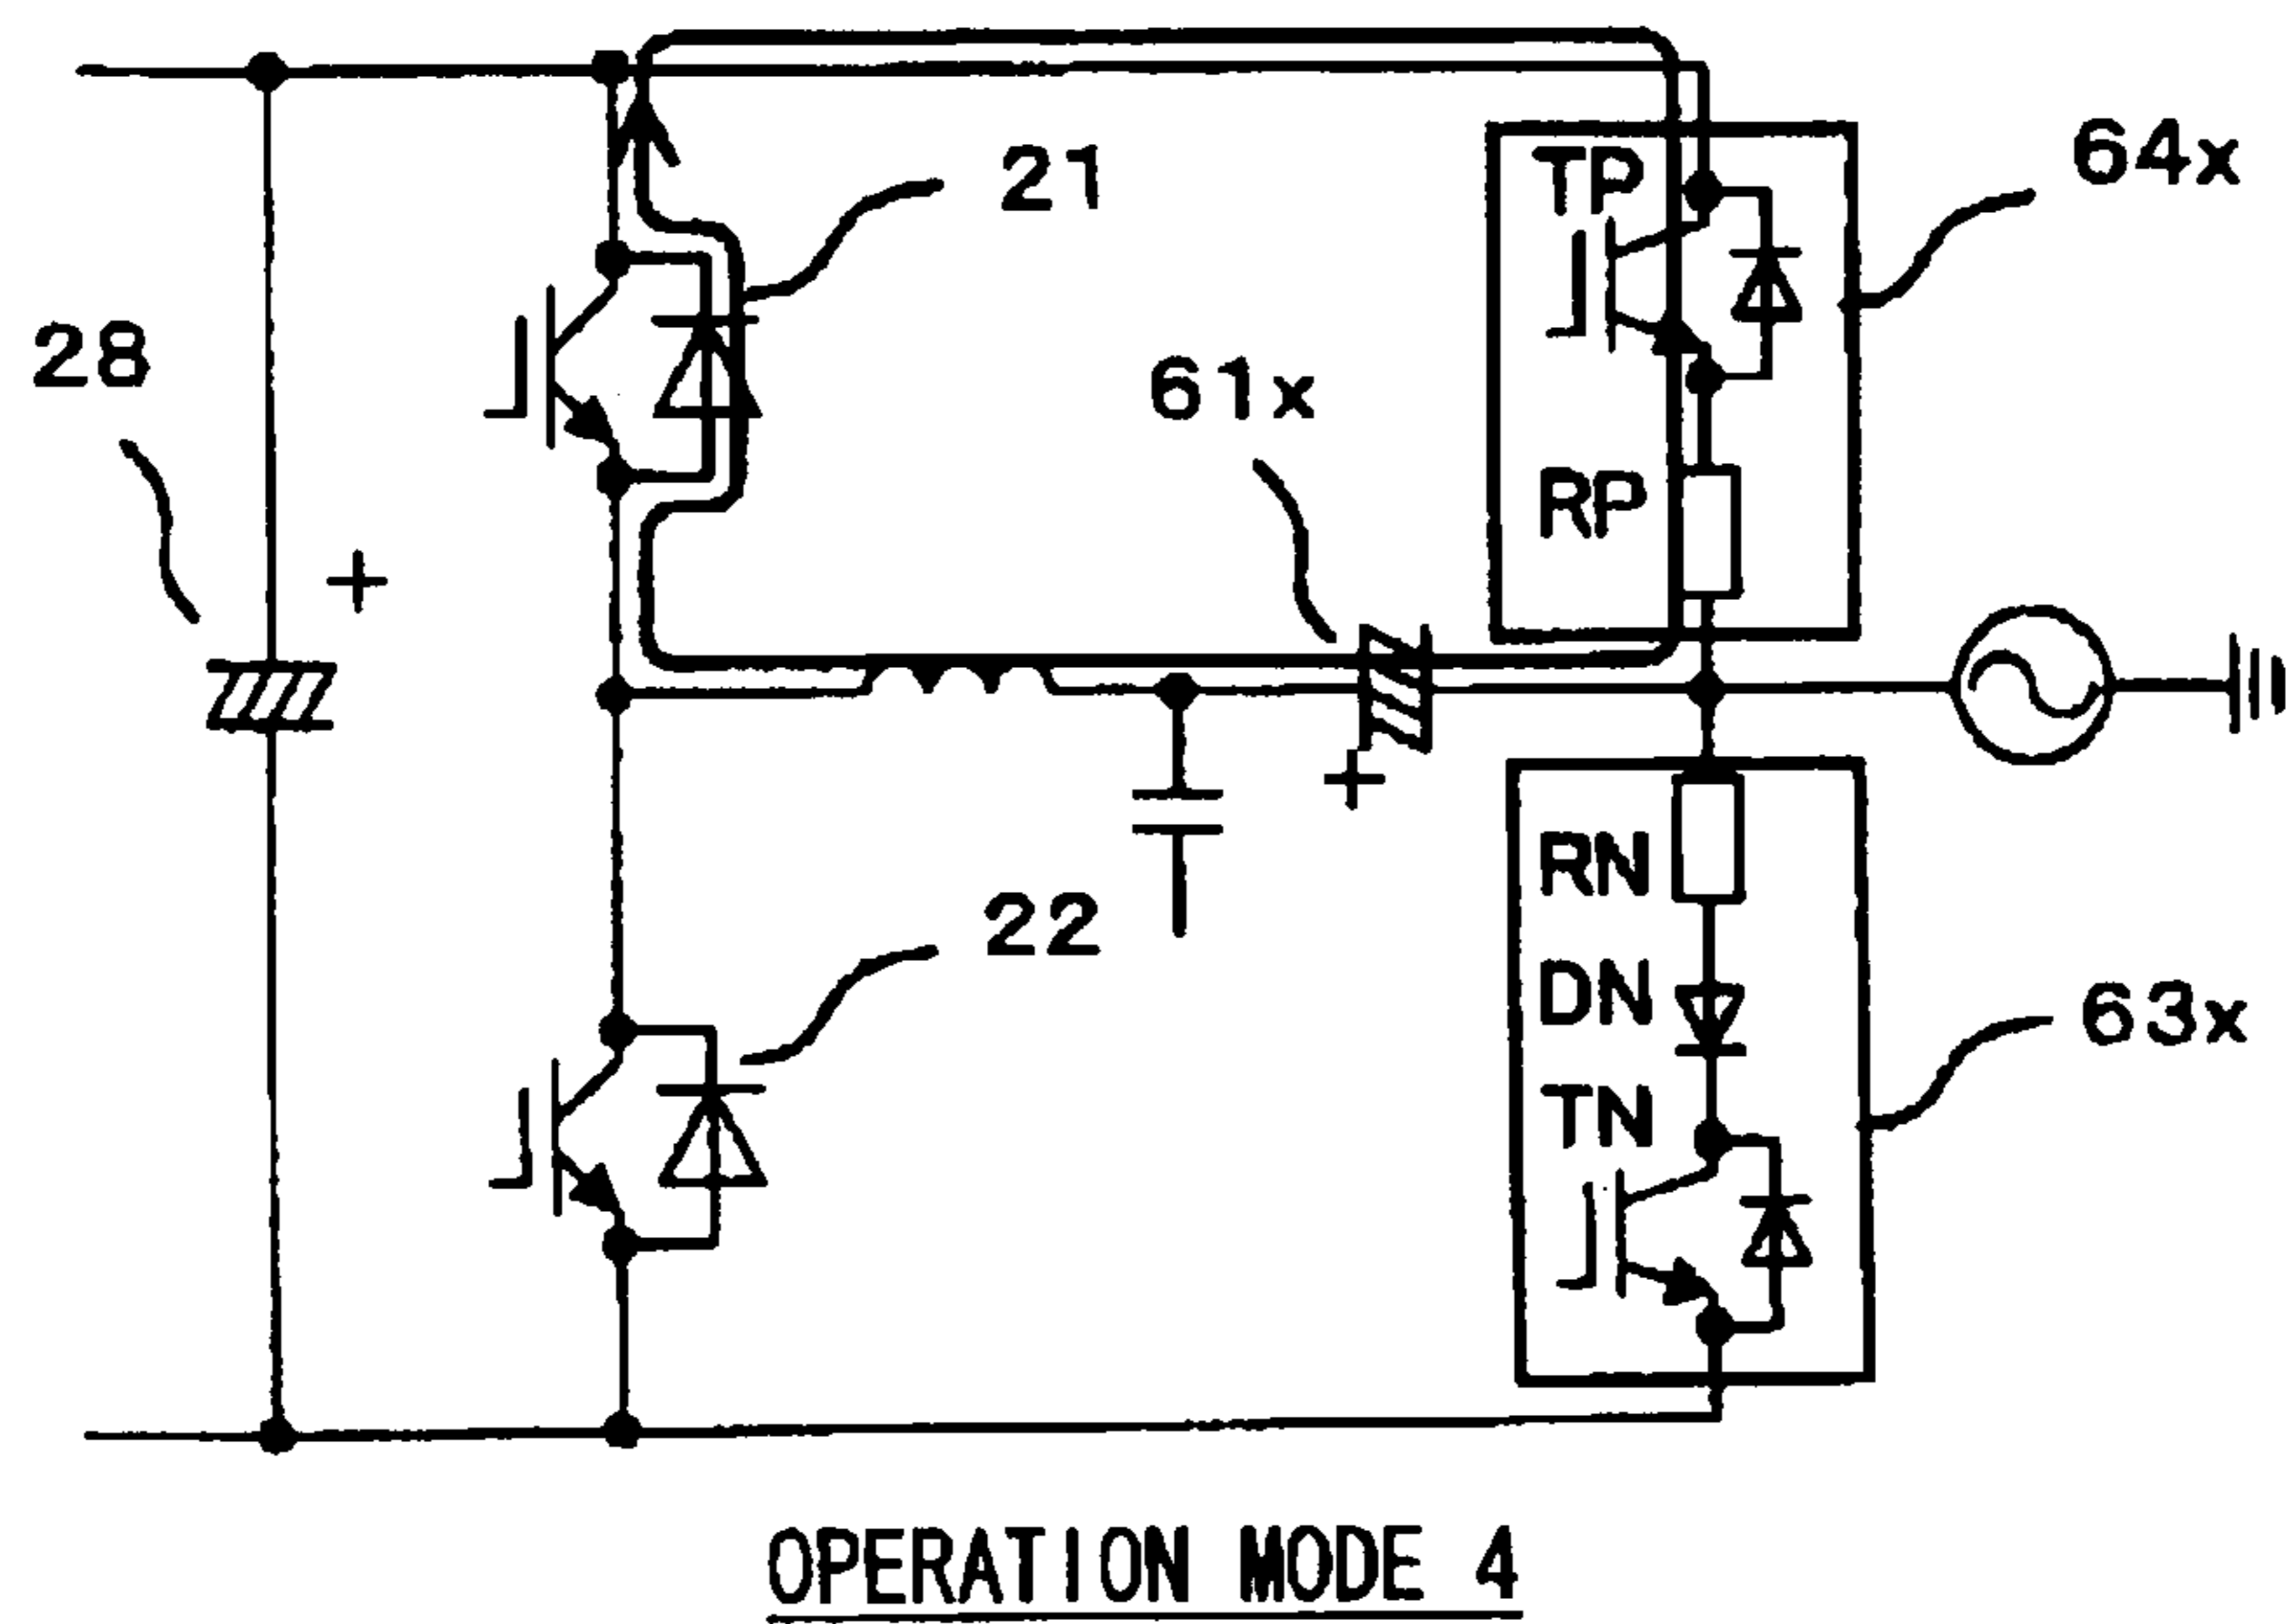 21
TP
64x
28
+
61x
RP
+
RN
22
DN
63x
TN
OPERATION MODE 4